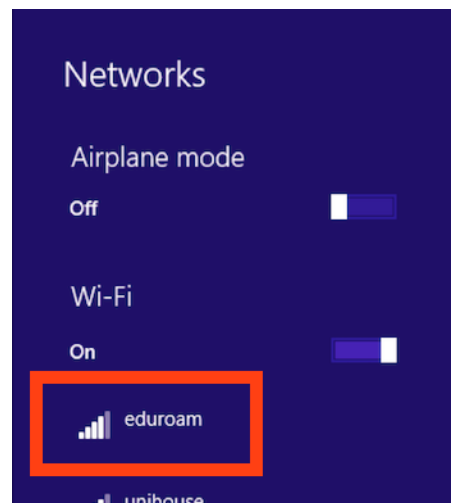 Networks
Airplane mode
Off
Wi-Fi
On
eduroam
unihouse